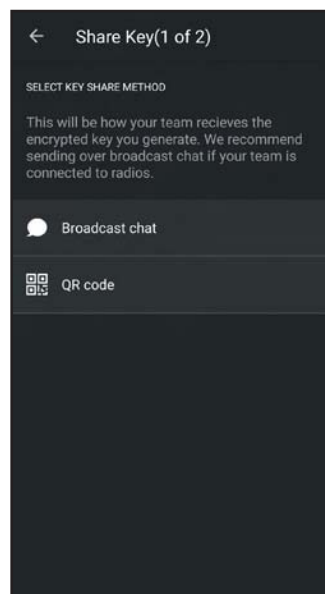 Share Key(1 of 2)
SELECT KEY SHARE METHOD
This will be how your team recieves the
encrypted key you generate. We recommend
sending over broadcast chat if your team is
connected to radios.
Broadcast chat
QR code